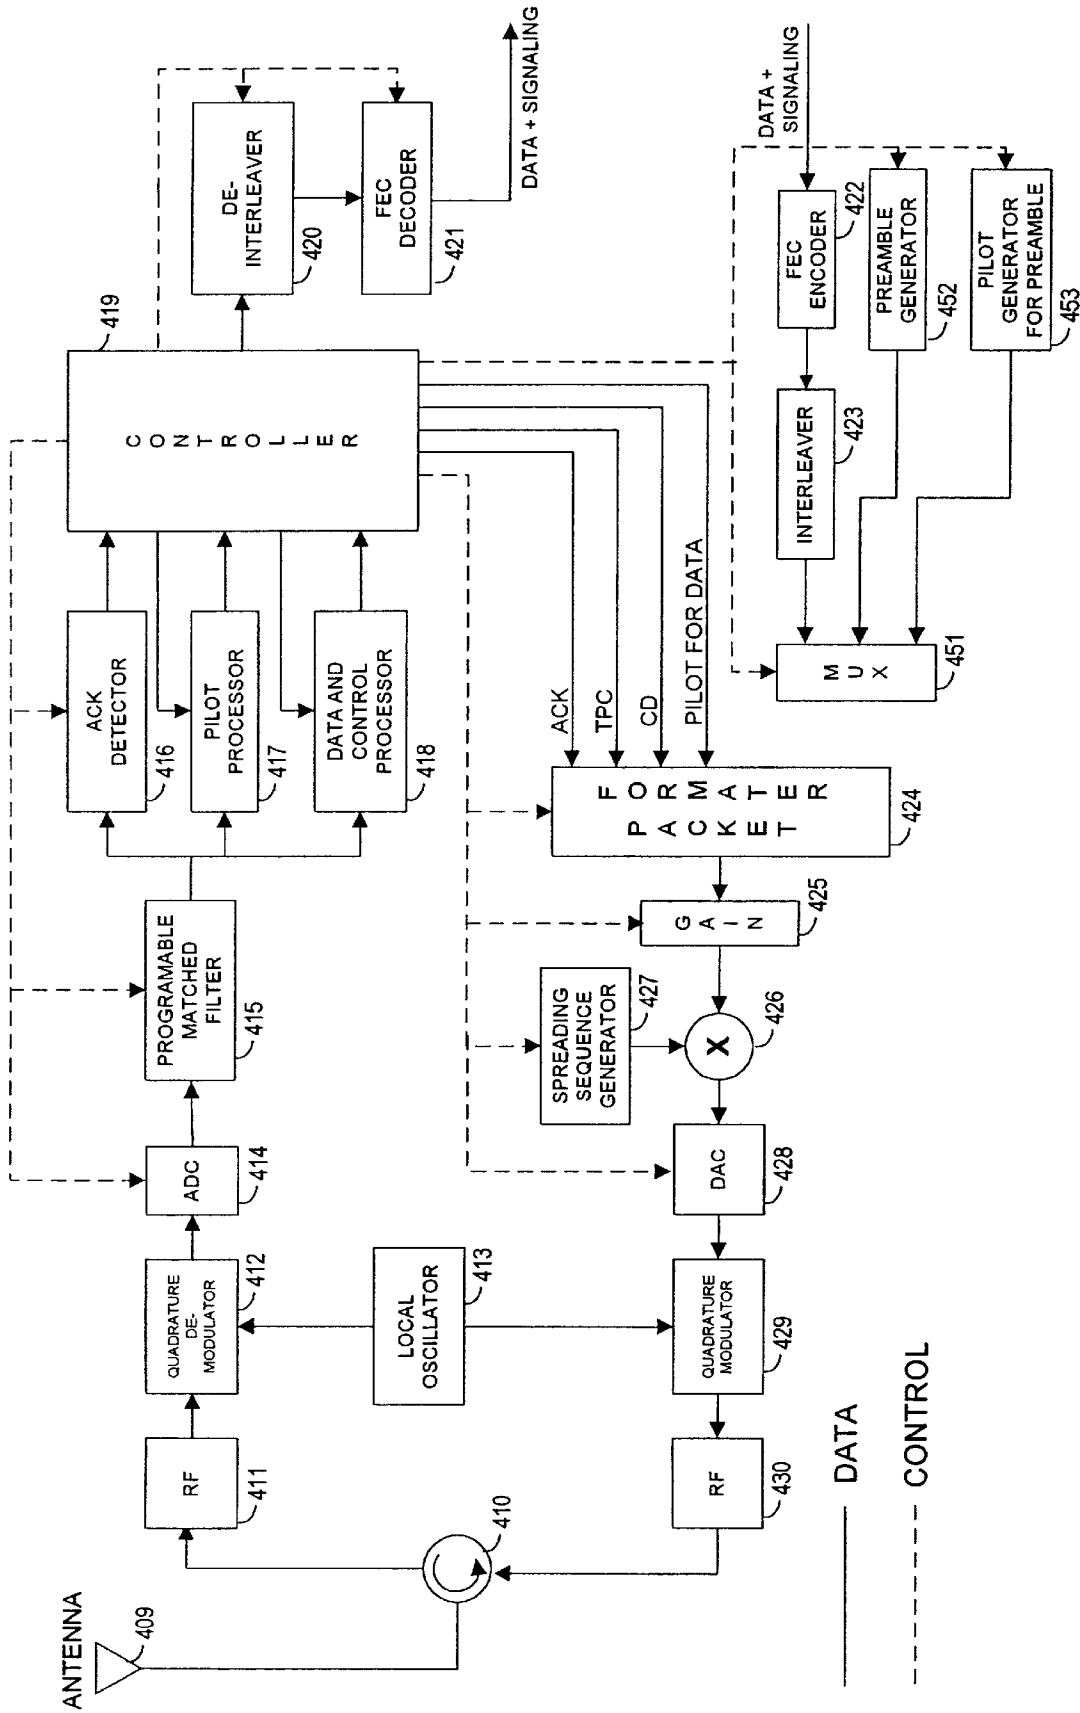 ANTENNA
409
410
RF
411
QUADRATURE
DE-
MODULATOR
412
LOCAL
OSCILLATOR
413
ADC
414
PROGRAMABLE
MATCHED
FILTER
415
ACK
DETECTOR
416
PILOT
PROCESSOR
417
DATA AND
CONTROL
PROCESSOR
418
CONTROLLER
419
DE-
INTERLEAVER
420
FEC
DECODER
421
DATA + SIGNALING
RF
430
QUADRATURE
MODULATOR
429
DAC
428
X
426
SPREADING
SEQUENCE
GENERATOR
427
GAIN
425
FORMATER
PACKET
424
ACK
TPC
CD
PILOT FOR DATA
MUX
451
INTERLEAVER
423
FEC
ENCODER
422
DATA +
SIGNALING
PREAMBLE
GENERATOR
452
PILOT
GENERATOR
FOR PREAMBLE
453
DATA
CONTROL